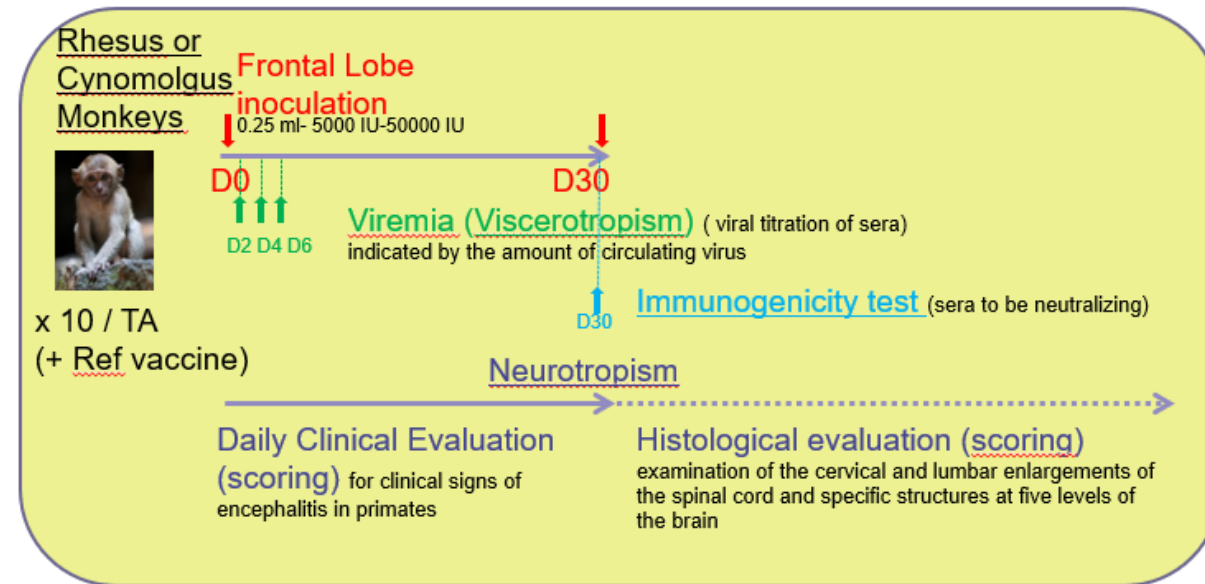 Rhesus or
Cynomolgus
Monkeys
Frontal Lobe
inoculation
0.25 ml- 5000 IU-50000 IU
D0
D30
D2 D4 D6
Viremia (Viscerotropism) ( viral titration of sera)
indicated by the amount of circulating virus
D30
Immunogenicity test (sera to be neutralizing)
x 10 / TA
(+ Ref vaccine)
Neurotropism
Daily Clinical Evaluation
(scoring) for clinical signs of
encephalitis in primates
Histological evaluation (scoring)
examination of the cervical and lumbar enlargements of
the spinal cord and specific structures at five levels of
the brain